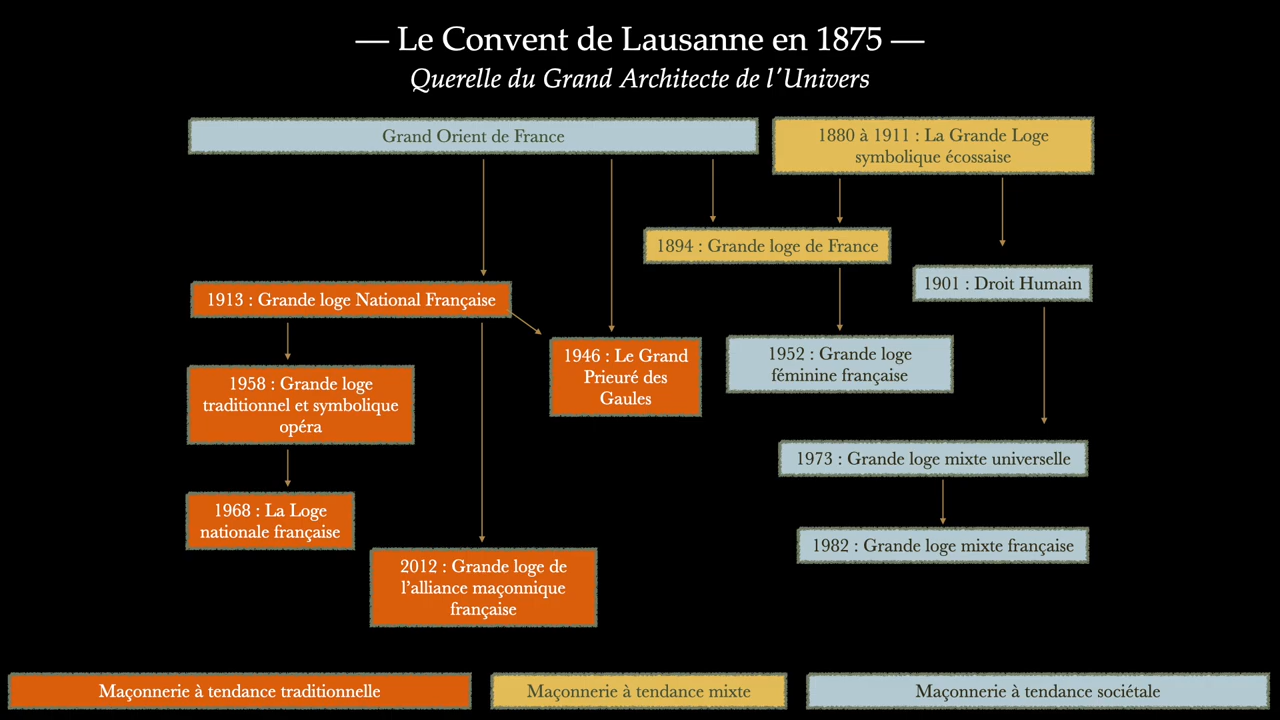 — Le Convent de Lausanne en 1875 —
Querelle du Grand Architecte de l'Univers
Grand Orient de France
1880 à 1911 : La Grande Loge
symbolique écossaise
1894 : Grande loge de France
1901 : Droit Humain
1913 : Grande loge National Française
1946 : Le Grand
Prieuré des
Gaules
1952 : Grande loge
féminine française
1958 : Grande loge
traditionnel et symbolique
opéra
1973 : Grande loge mixte universelle
1968 : La Loge
nationale française
1982 : Grande loge mixte française
2012 : Grande loge de
l'alliance maçonnique
française
Maçonnerie à tendance traditionnelle
Maçonnerie à tendance mixte
Maçonnerie à tendance sociétale